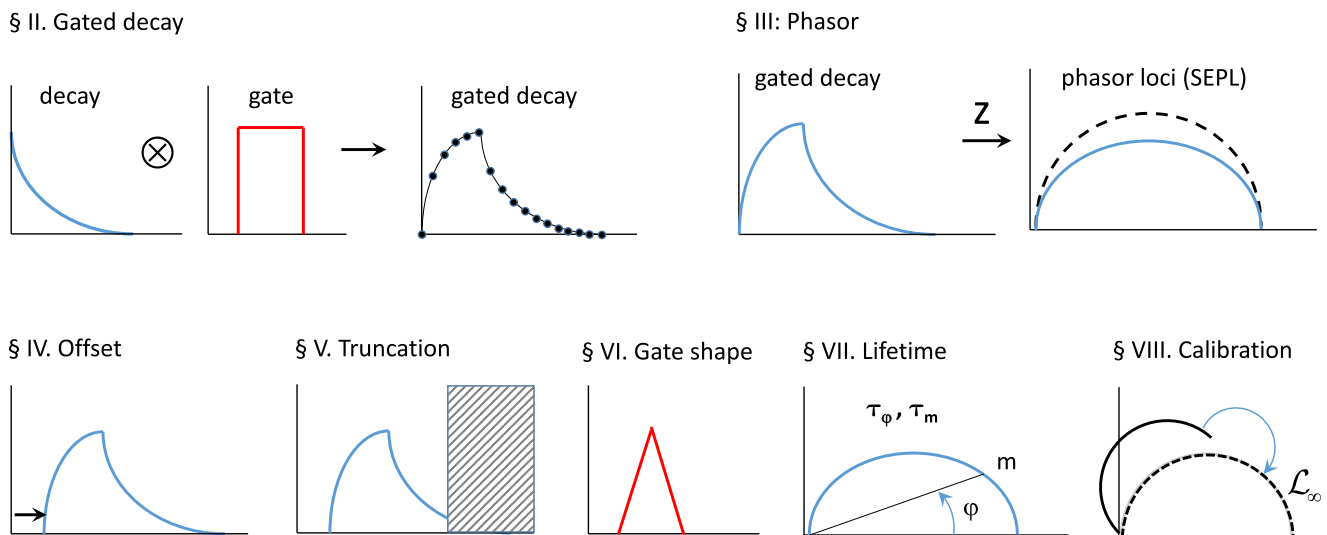 § II. Gated decay
§ III: Phasor
decay
gate
gated decay
gated decay
z
phasor loci (SEPL)
§ IV. Offset
§ V. Truncation
§ VI. Gate shape
§ VII. Lifetime
§ VIII. Calibration
τφ, τm
m
φ
ℒ∞